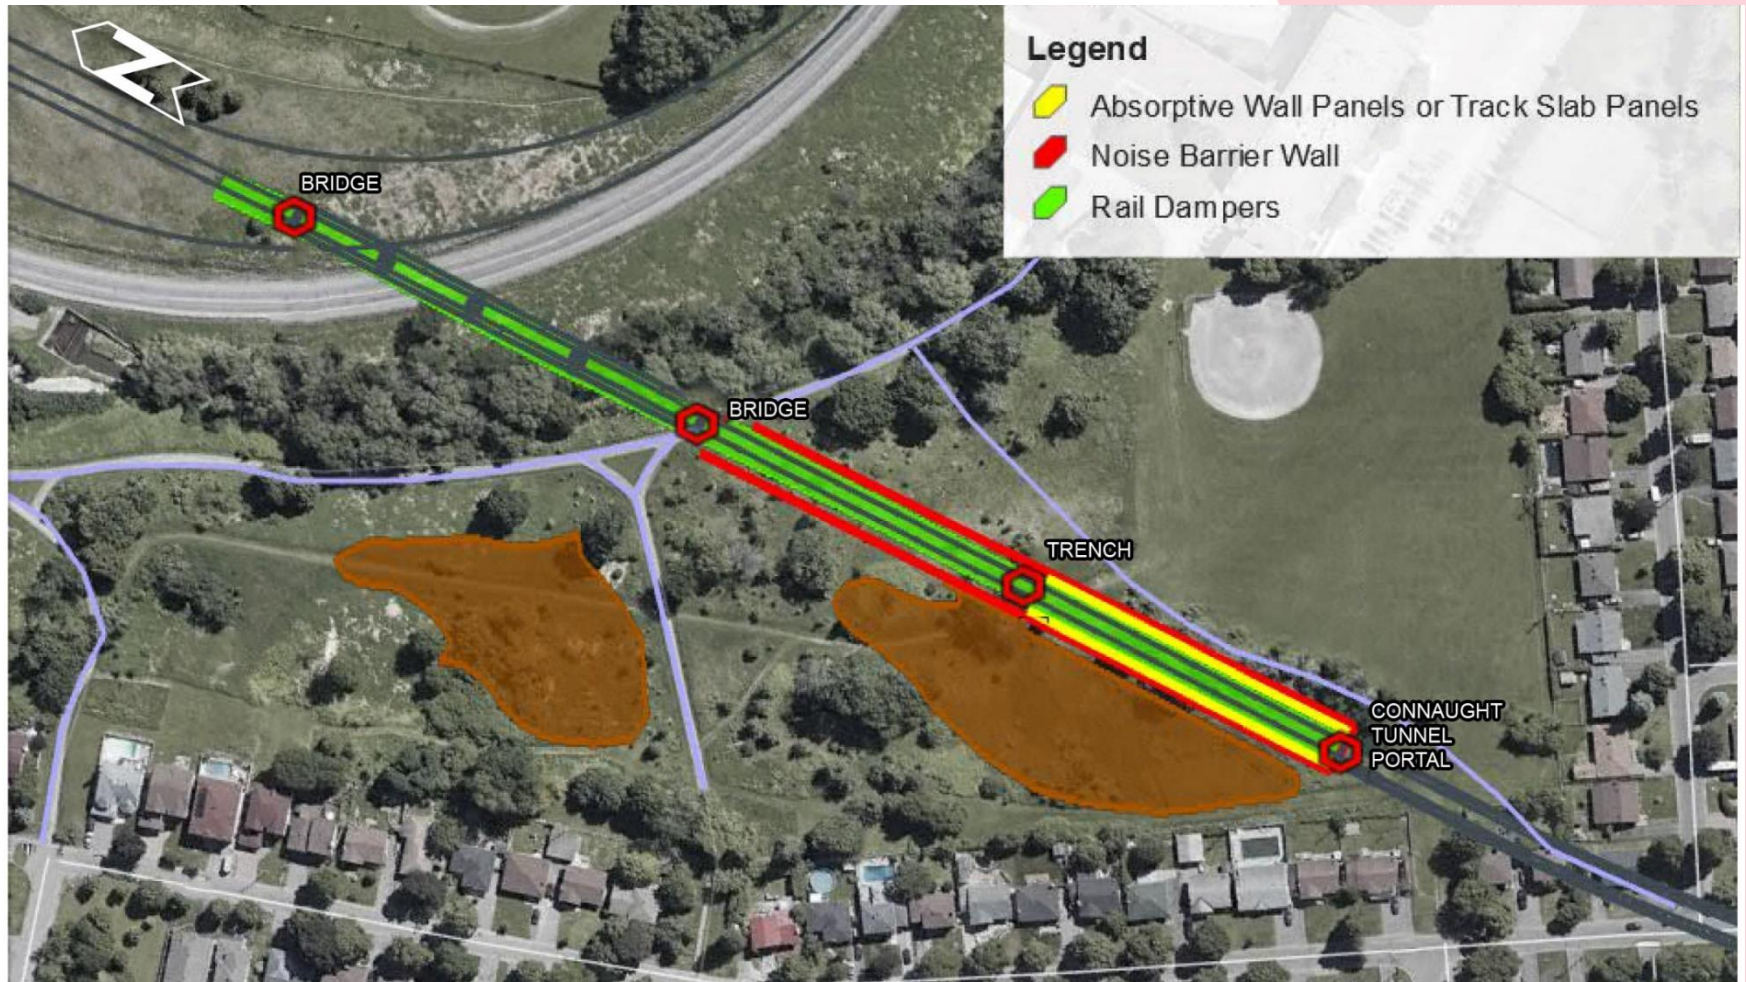 N
Legend
Absorptive Wall Panels or Track Slab Panels
Noise Barrier Wall
Rail Dampers
BRIDGE
BRIDGE
TRENCH
CONNAUGHT
TUNNEL
PORTAL